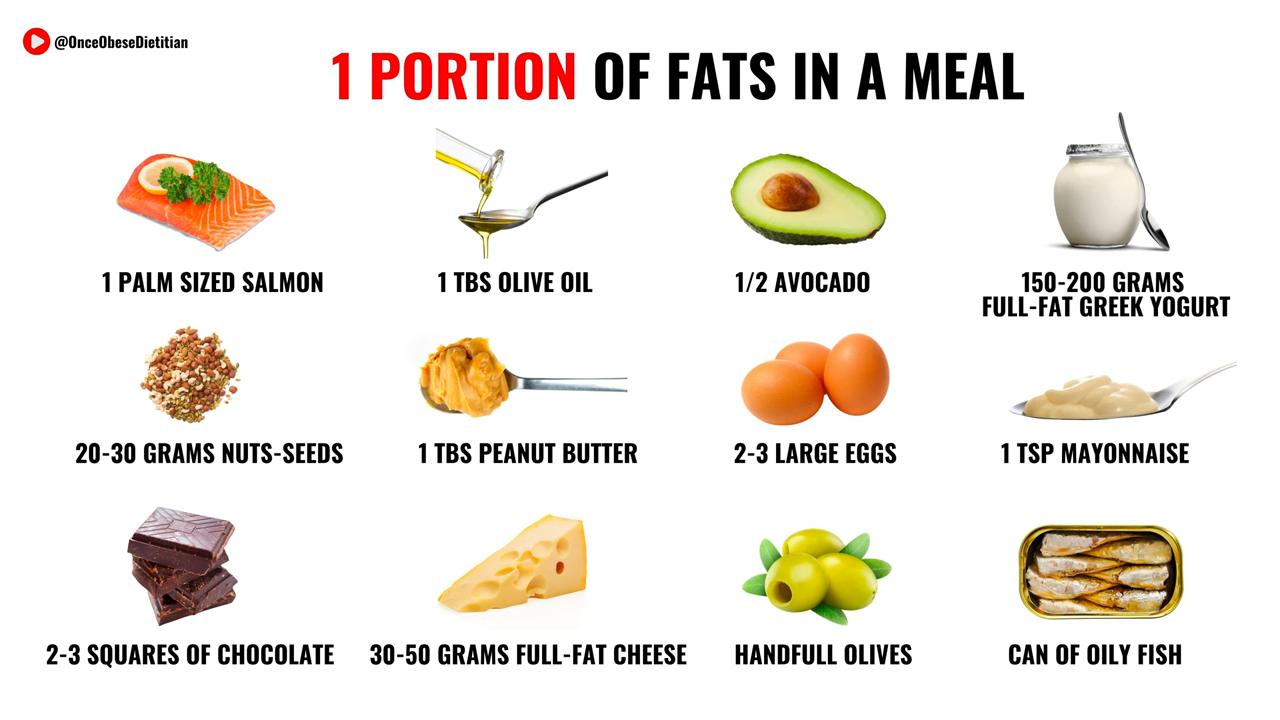 @OnceObeseDietitian
1 PORTION OF FATS IN A MEAL
1 PALM SIZED SALMON
1 TBS OLIVE OIL
1/2 AVOCADO
150-200 GRAMS
FULL-FAT GREEK YOGURT
20-30 GRAMS NUTS-SEEDS
1 TBS PEANUT BUTTER
2-3 LARGE EGGS
1 TSP MAYONNAISE
2-3 SQUARES OF CHOCOLATE
30-50 GRAMS FULL-FAT CHEESE
HANDFULL OLIVES
CAN OF OILY FISH